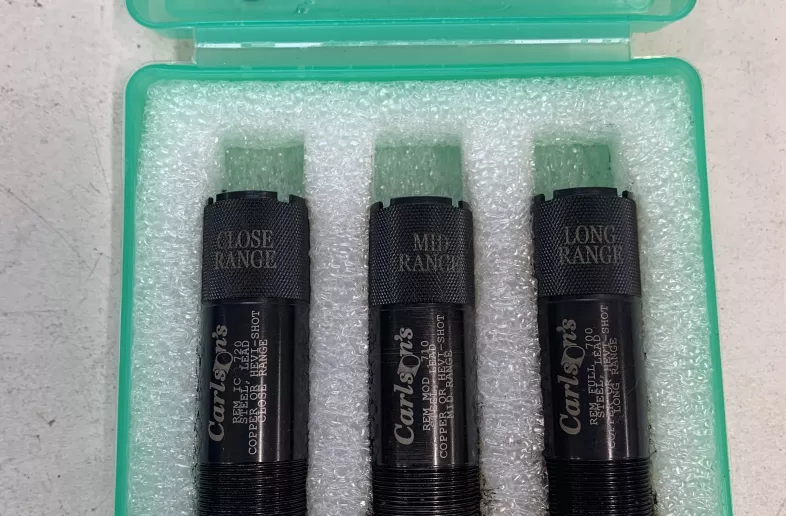 CLOSE
RANGE
Carlson's
REM IC .720
STEEL, LEAD
COPPER OR HEVI-SHOT
CLOSE RANGE
MID
RANGE
Carlson's
REM MOD .710
STEEL, LEAD
COPPER OR HEVI-SHOT
MID RANGE
LONG
RANGE
Carlson's
REM FULL .700
STEEL, LEAD
COPPER OR HEVI-SHOT
LONG RANGE